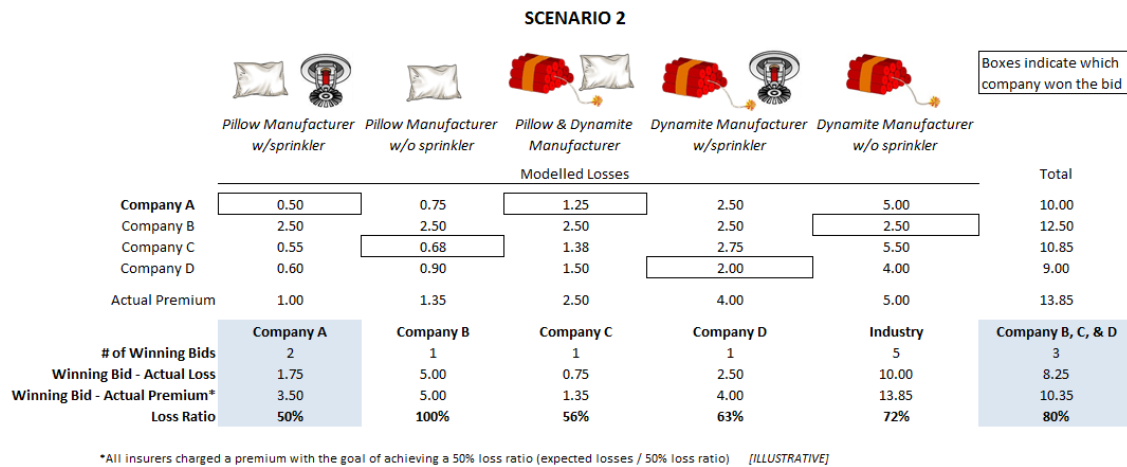 SCENARIO 2
Boxes indicate which
company won the bid
Pillow Manufacturer Pillow Manufacturer Pillow & Dynamite Dynamite Manufacturer Dynamite Manufacturer
w/sprinkler w/o sprinkler Manufacturer w/sprinkler w/o sprinkler
Modelled Losses Total
Company A 0.50 0.75 1.25 2.50 5.00 10.00
Company B 2.50 2.50 2.50 2.50 2.50 12.50
Company C 0.55 0.68 1.38 2.75 5.50 10.85
Company D 0.60 0.90 1.50 2.00 4.00 9.00
Actual Premium 1.00 1.35 2.50 4.00 5.00 13.85
Company A Company B Company C Company D Industry Company B, C, & D
# of Winning Bids 2 1 1 1 5 3
Winning Bid - Actual Loss 1.75 5.00 0.75 2.50 10.00 8.25
Winning Bid - Actual Premium* 3.50 5.00 1.35 4.00 13.85 10.35
Loss Ratio 50% 100% 56% 63% 72% 80%
*All insurers charged a premium with the goal of achieving a 50% loss ratio (expected losses / 50% loss ratio) [ILLUSTRATIVE]